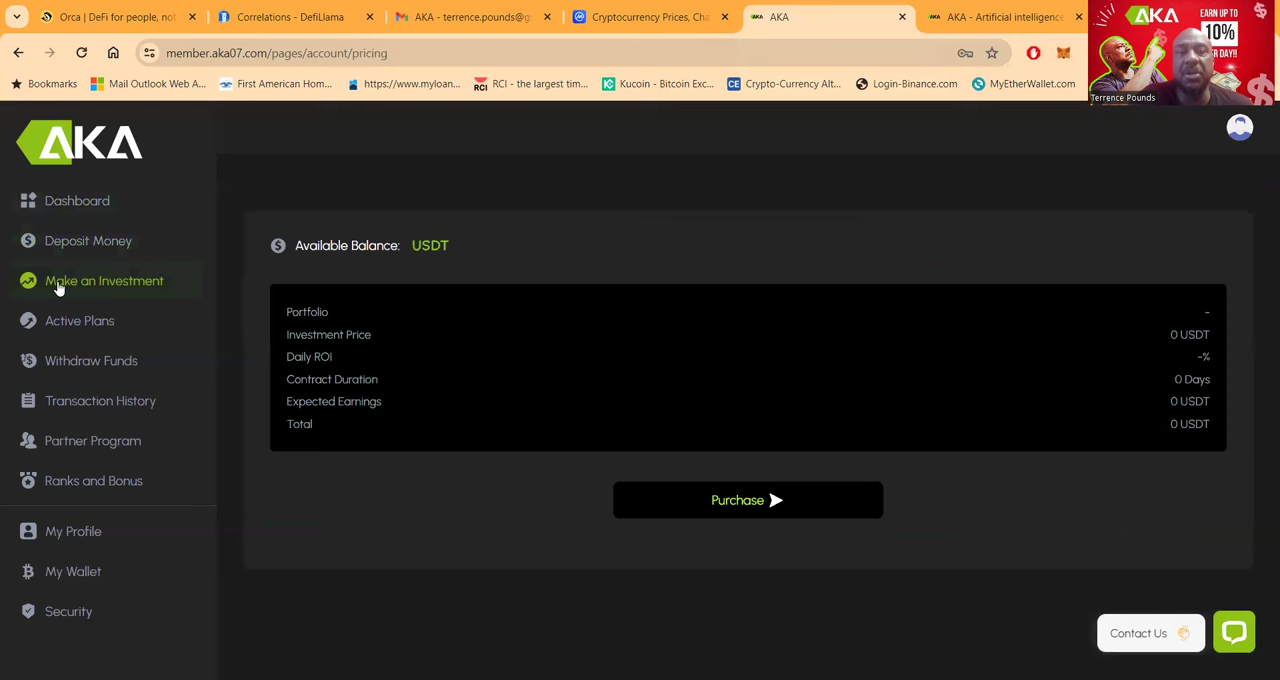 Orca | DeFi for people, not
Correlations - DefiLlama
AKA - terrence.pounds@g
Cryptocurrency Prices, Cha
AKA
AKA - Artificial intelligence
member.aka07.com/pages/account/pricing
Bookmarks
Mail Outlook Web A...
First American Hom...
https://www.myloan...
RCI - the largest tim...
Kucoin - Bitcoin Exc...
Crypto-Currency Alt...
Login-Binance.com
MyEtherWallet.com
AKA
EARN UP TO
10%
Terrence Pounds
AKA
Dashboard
Deposit Money
Make an Investment
Active Plans
Withdraw Funds
Transaction History
Partner Program
Ranks and Bonus
My Profile
My Wallet
Security
Available Balance: USDT
Portfolio -
Investment Price 0 USDT
Daily ROI -%
Contract Duration 0 Days
Expected Earnings 0 USDT
Total 0 USDT
Purchase
Contact Us